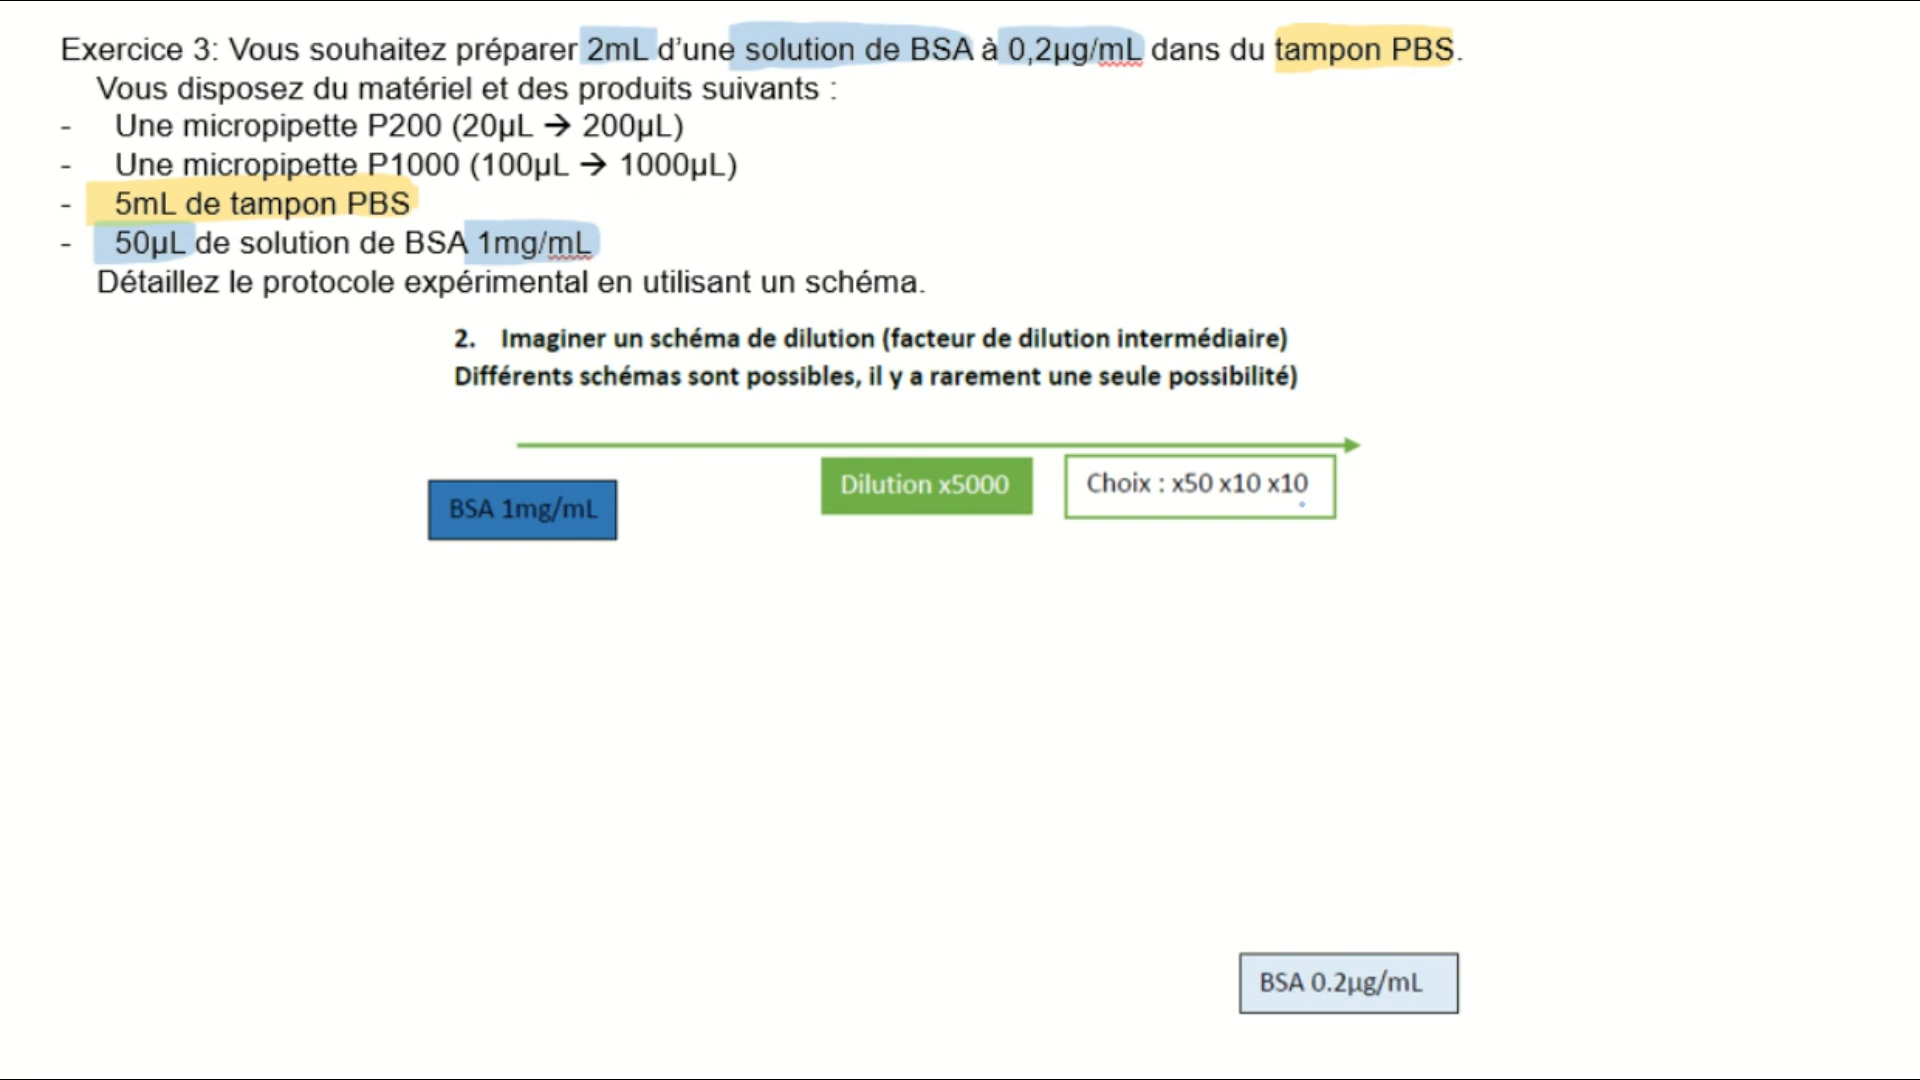 Exercice 3: Vous souhaitez préparer 2mL d'une solution de BSA à 0,2µg/mL dans du tampon PBS.
Vous disposez du matériel et des produits suivants :
- Une micropipette P200 (20µL → 200µL)
- Une micropipette P1000 (100µL → 1000µL)
- 5mL de tampon PBS
- 50µL de solution de BSA 1mg/mL
Détaillez le protocole expérimental en utilisant un schéma.
2. Imaginer un schéma de dilution (facteur de dilution intermédiaire)
Différents schémas sont possibles, il y a rarement une seule possibilité)
Dilution x5000
Choix : x50 x10 x10
BSA 1mg/mL
BSA 0.2µg/mL